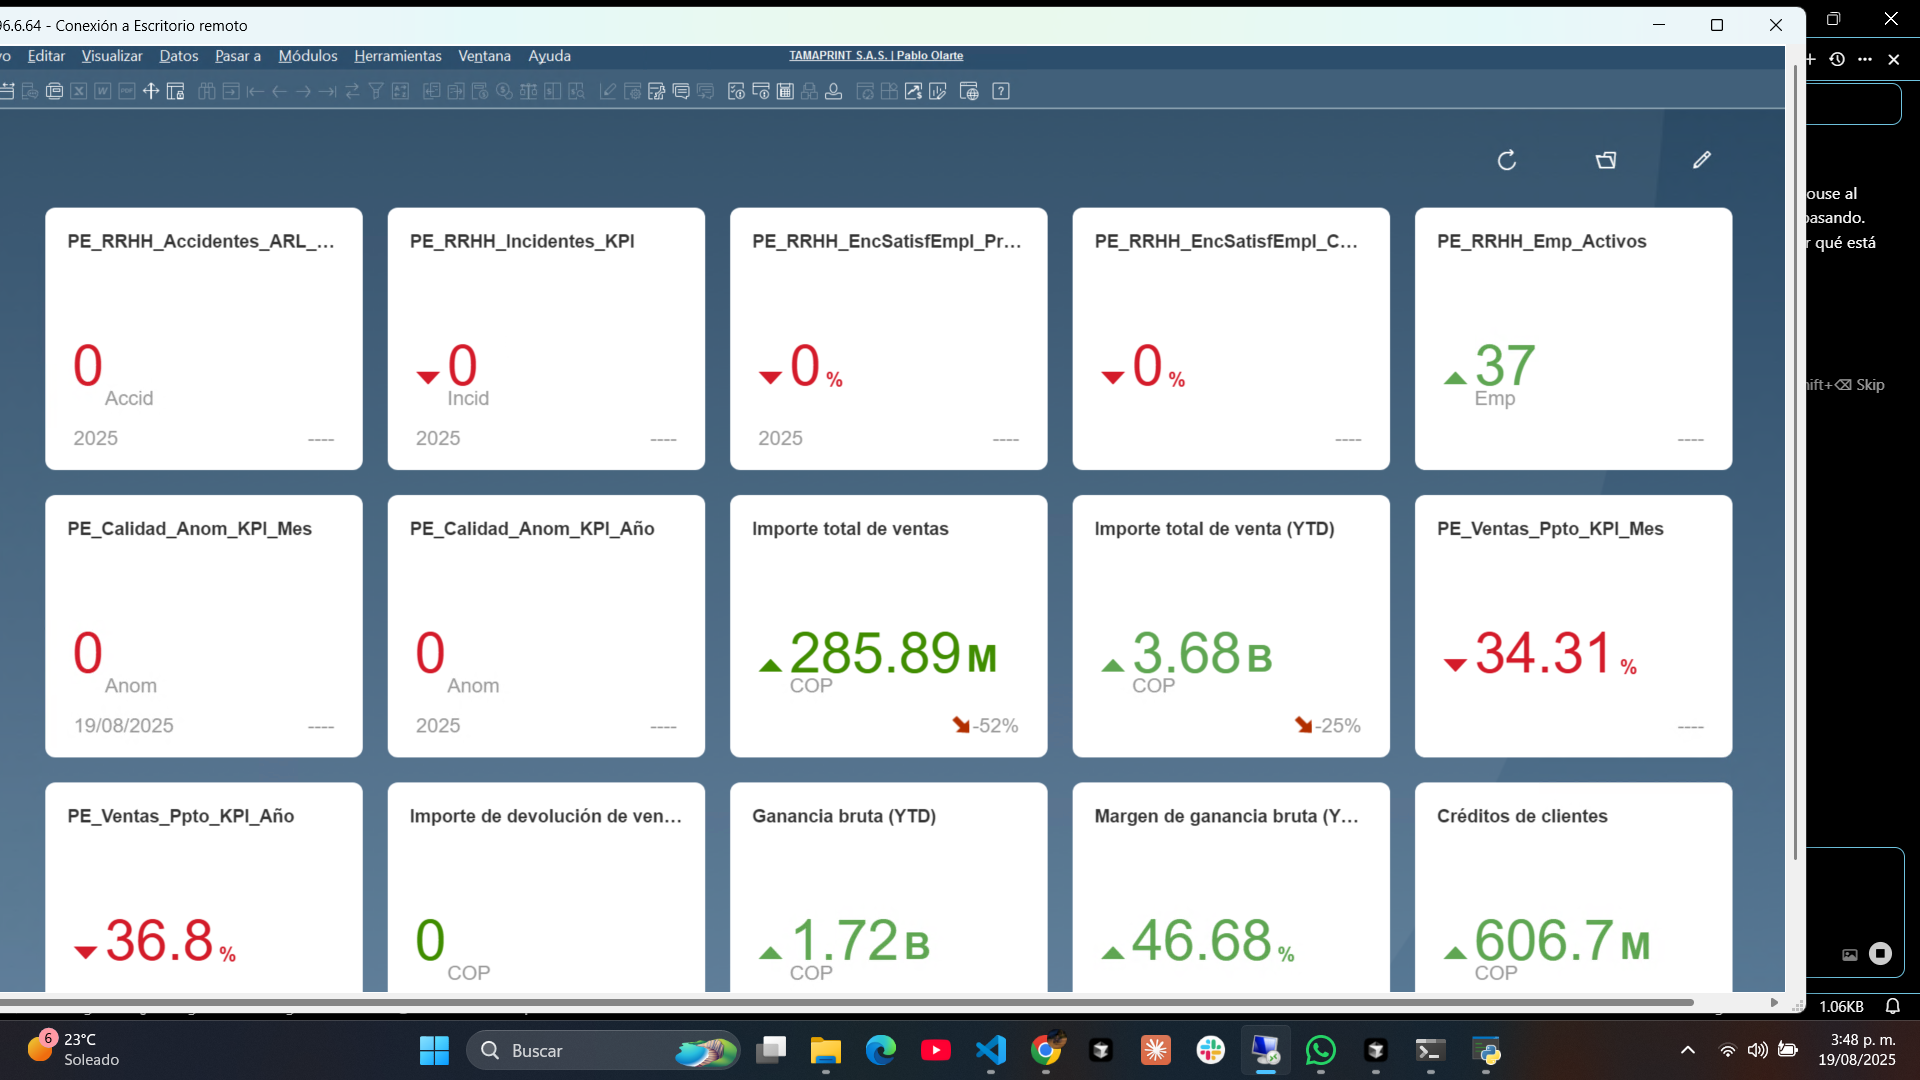 96.6.64 - Conexión a Escritorio remoto
vo Editar Visualizar Datos Pasar a Módulos Herramientas Ventana Ayuda
TAMAPRINT S.A.S. | Pablo Olarte
ouse al
pasando.
r qué está
hift+⌫ Skip
PE_RRHH_Accidentes_ARL_...
0
Accid
2025
----
PE_RRHH_Incidentes_KPI
0
Incid
2025
----
PE_RRHH_EncSatisfEmpl_Pr...
0 %
2025
----
PE_RRHH_EncSatisfEmpl_C...
0 %
----
PE_RRHH_Emp_Activos
37
Emp
----
PE_Calidad_Anom_KPI_Mes
0
Anom
19/08/2025
----
PE_Calidad_Anom_KPI_Año
0
Anom
2025
----
Importe total de ventas
285.89 M
COP
-52%
Importe total de venta (YTD)
3.68 B
COP
-25%
PE_Ventas_Ppto_KPI_Mes
34.31 %
----
PE_Ventas_Ppto_KPI_Año
36.8 %
Importe de devolución de ven...
0
COP
Ganancia bruta (YTD)
1.72 B
COP
Margen de ganancia bruta (Y...
46.68 %
Créditos de clientes
606.7 M
COP
1.06KB
6
23°C
Soleado
Buscar
3:48 p. m.
19/08/2025